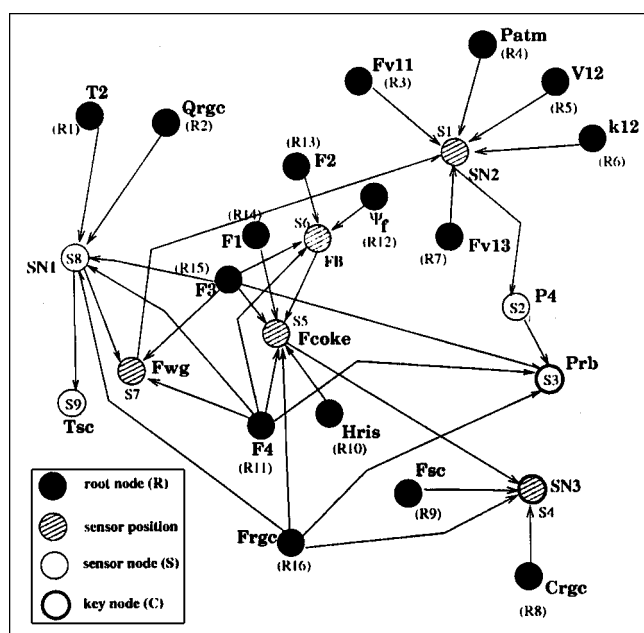 Patm
(R4)
Fv11
(R3)
V12
(R5)
T2
(R1)
Qrgc
(R2)
k12
(R6)
S1
SN2
(R13)
F2
(R14)
F1
S6
FB
Ψf
(R12)
Fv13
(R7)
SN1
S8
(R15)
F3
P4
S2
S5
Fcoke
Prb
S3
Fwg
S7
S9
Tsc
F4
(R11)
Hris
(R10)
Fsc
(R9)
SN3
S4
Frgc
(R16)
Crgc
(R8)
root node (R)
sensor position
sensor node (S)
key node (C)